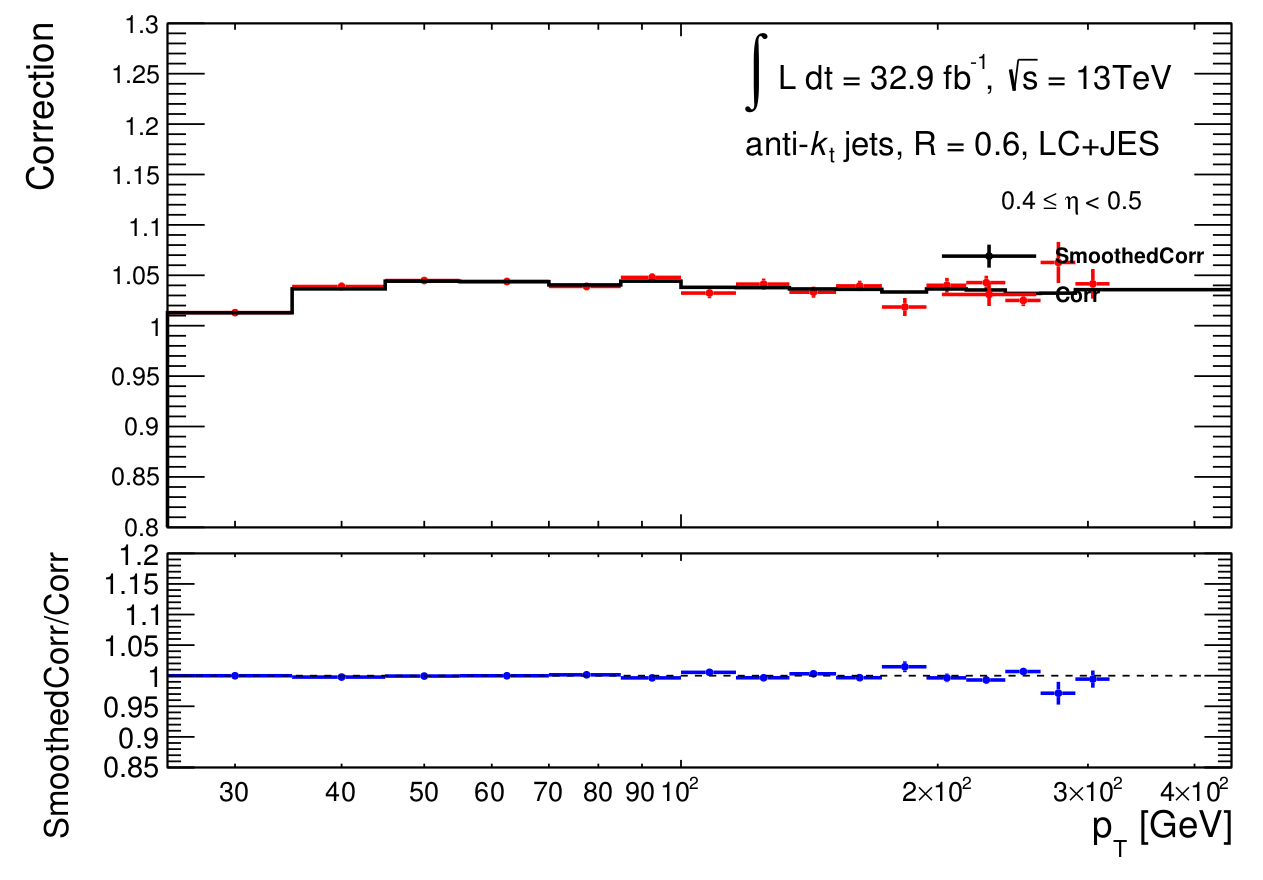 Correction
1.3
1.25
1.2
1.15
1.1
1.05
1
0.95
0.9
0.85
0.8
∫ L dt = 32.9 fb⁻¹, √s = 13TeV
anti-kₜ jets, R = 0.6, LC+JES
0.4 ≤ η < 0.5
SmoothedCorr
Corr
SmoothedCorr/Corr
1.2
1.15
1.1
1.05
1
0.95
0.9
0.85
30 40 50 60 70 80 90 10² 2×10² 3×10² 4×10²
p_T [GeV]